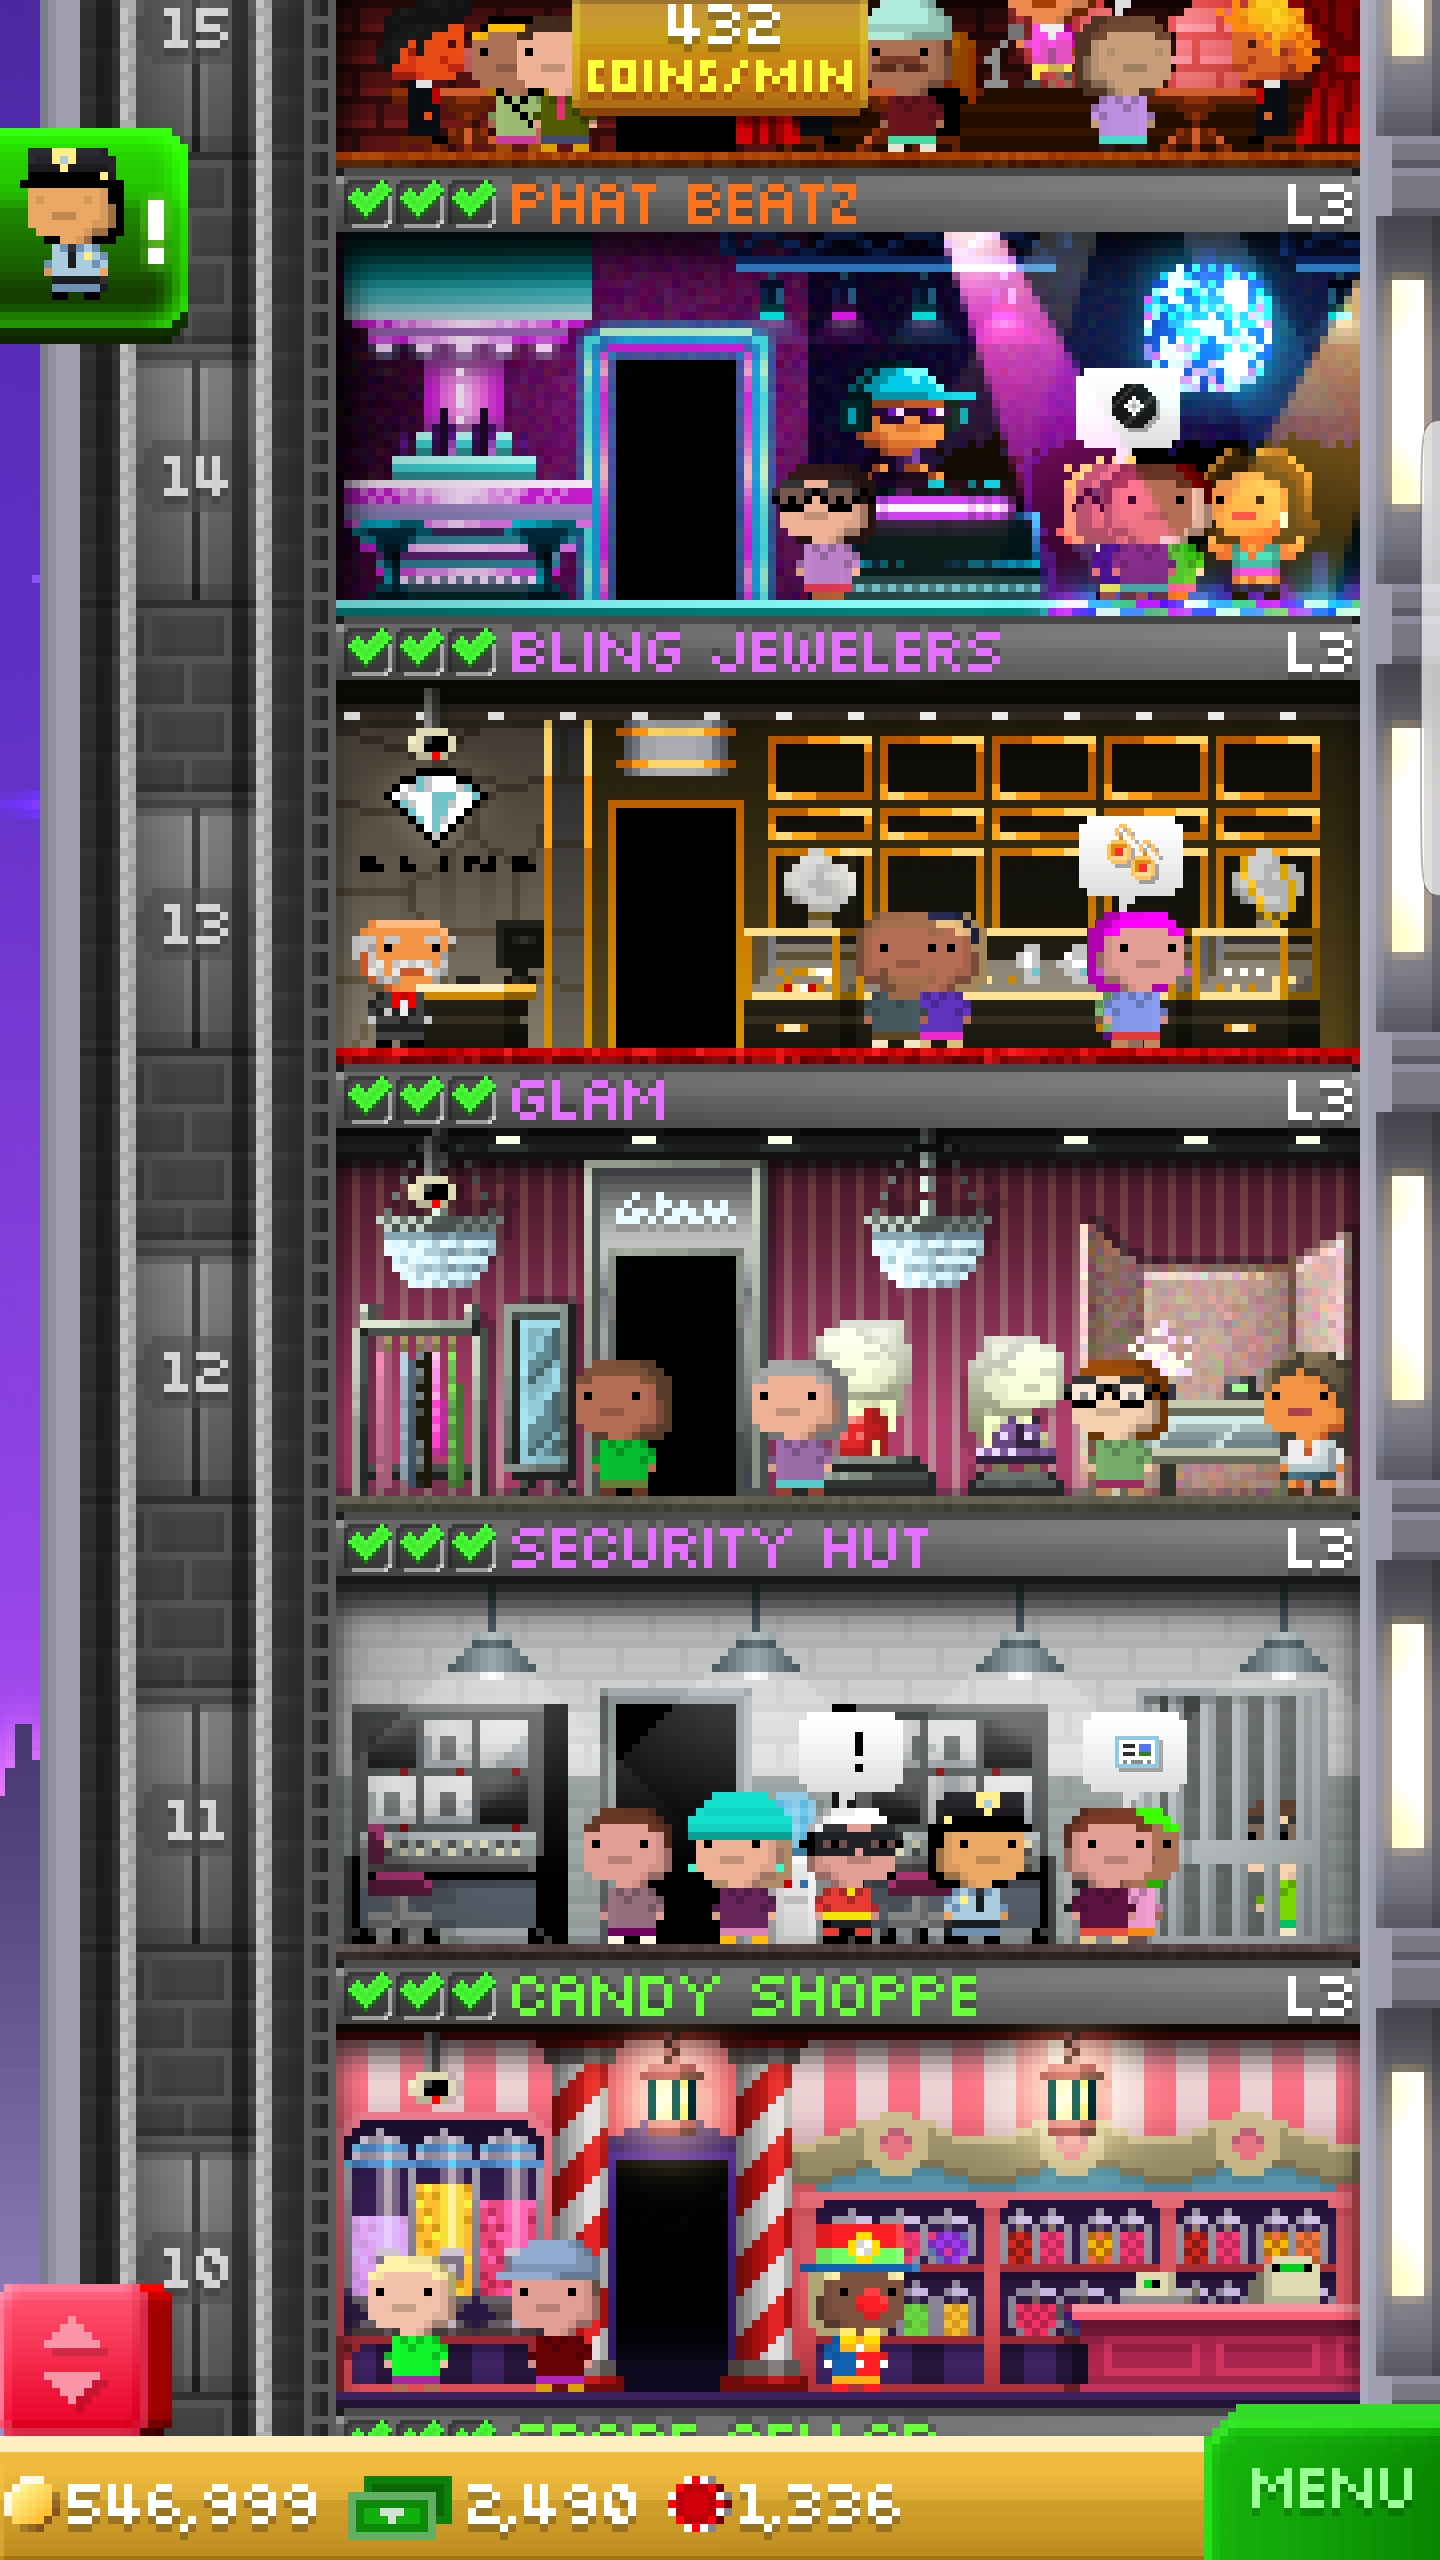 15
432
COINS/MIN
PHAT BEATZ L3
!
14
BLING JEWELERS L3
BLING
13
GLAM L3
Glam
12
SECURITY HUT L3
!
11
CANDY SHOPPE L3
10
546,999 2,490 1,336
MENU